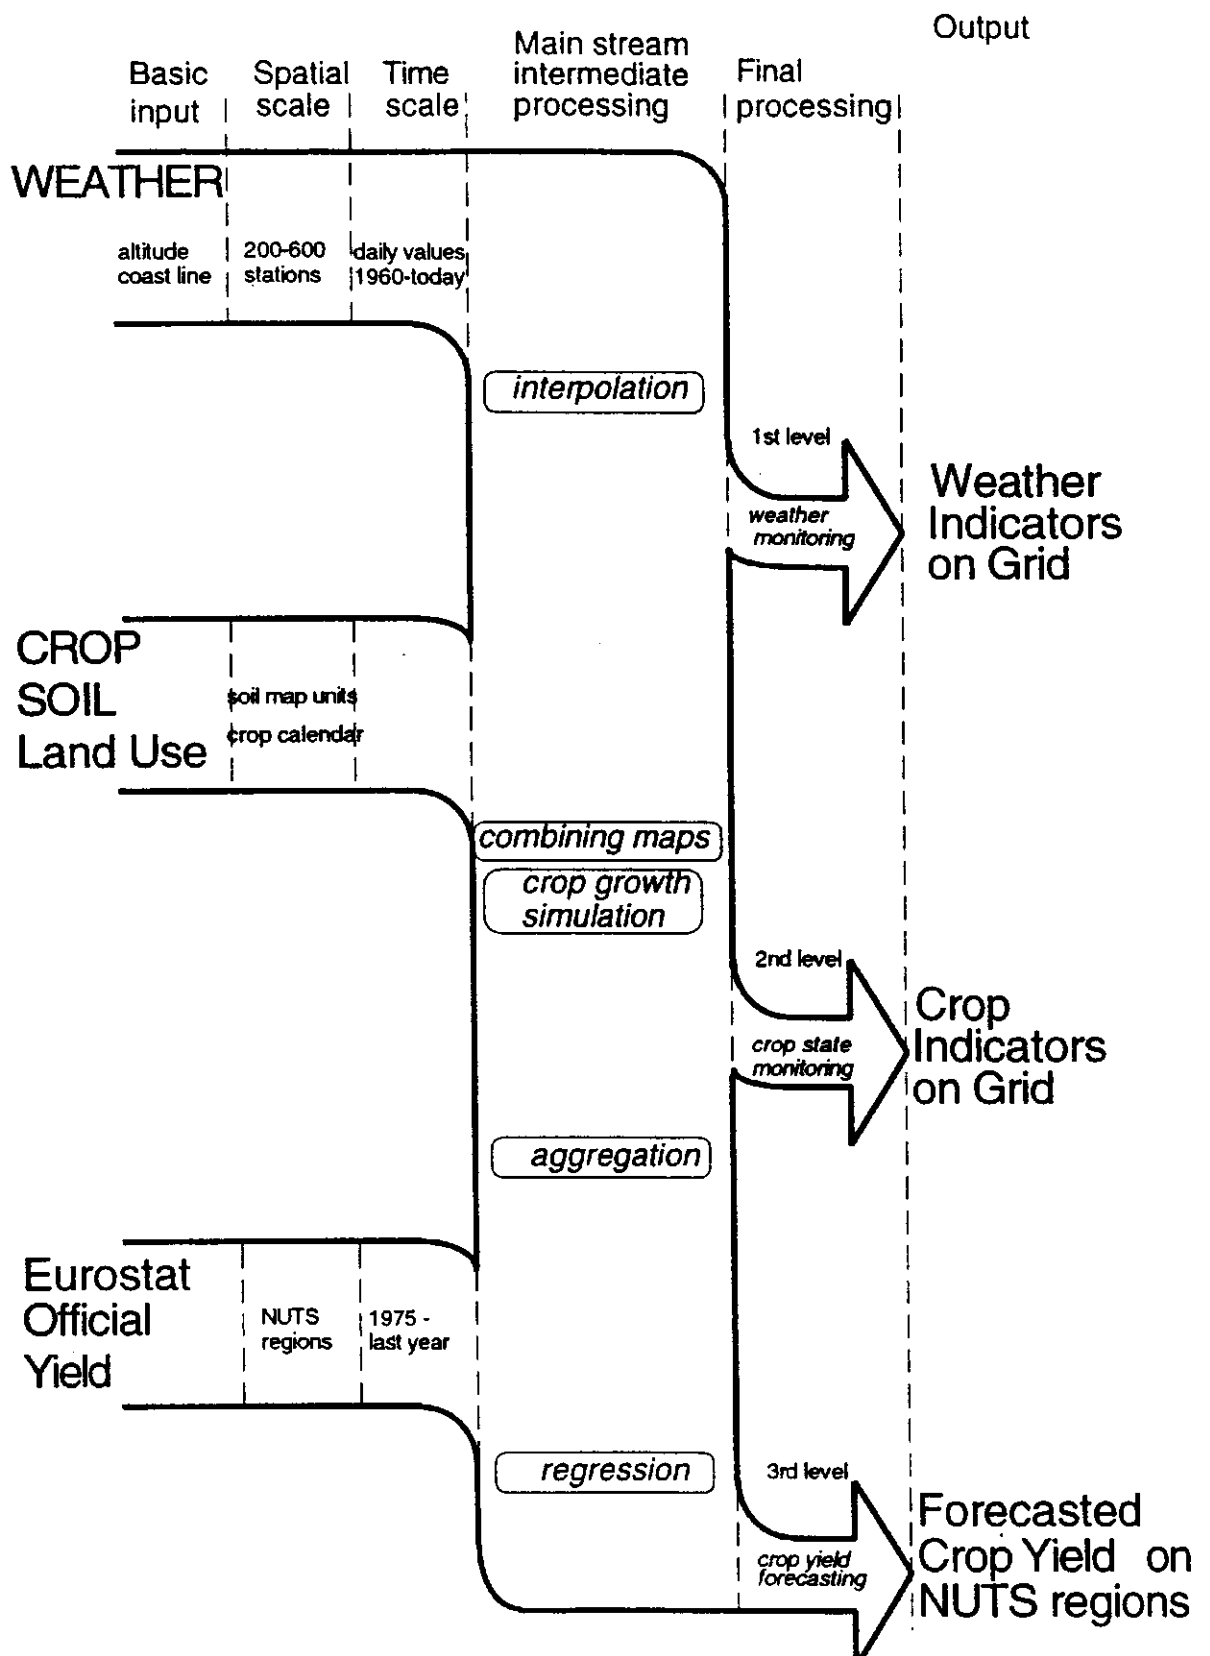 Output
Main stream
intermediate
processing
Basic
input
Spatial
scale
Time
scale
Final
processing
WEATHER
altitude
coast line
200-600
stations
daily values
1960-today
interpolation
1st level
weather
monitoring
Weather
Indicators
on Grid
CROP
SOIL
Land Use
soil map units
crop calendar
combining maps
crop growth
simulation
2nd level
crop state
monitoring
Crop
Indicators
on Grid
aggregation
Eurostat
Official
Yield
NUTS
regions
1975 -
last year
regression
3rd level
crop yield
forecasting
Forecasted
Crop Yield on
NUTS regions